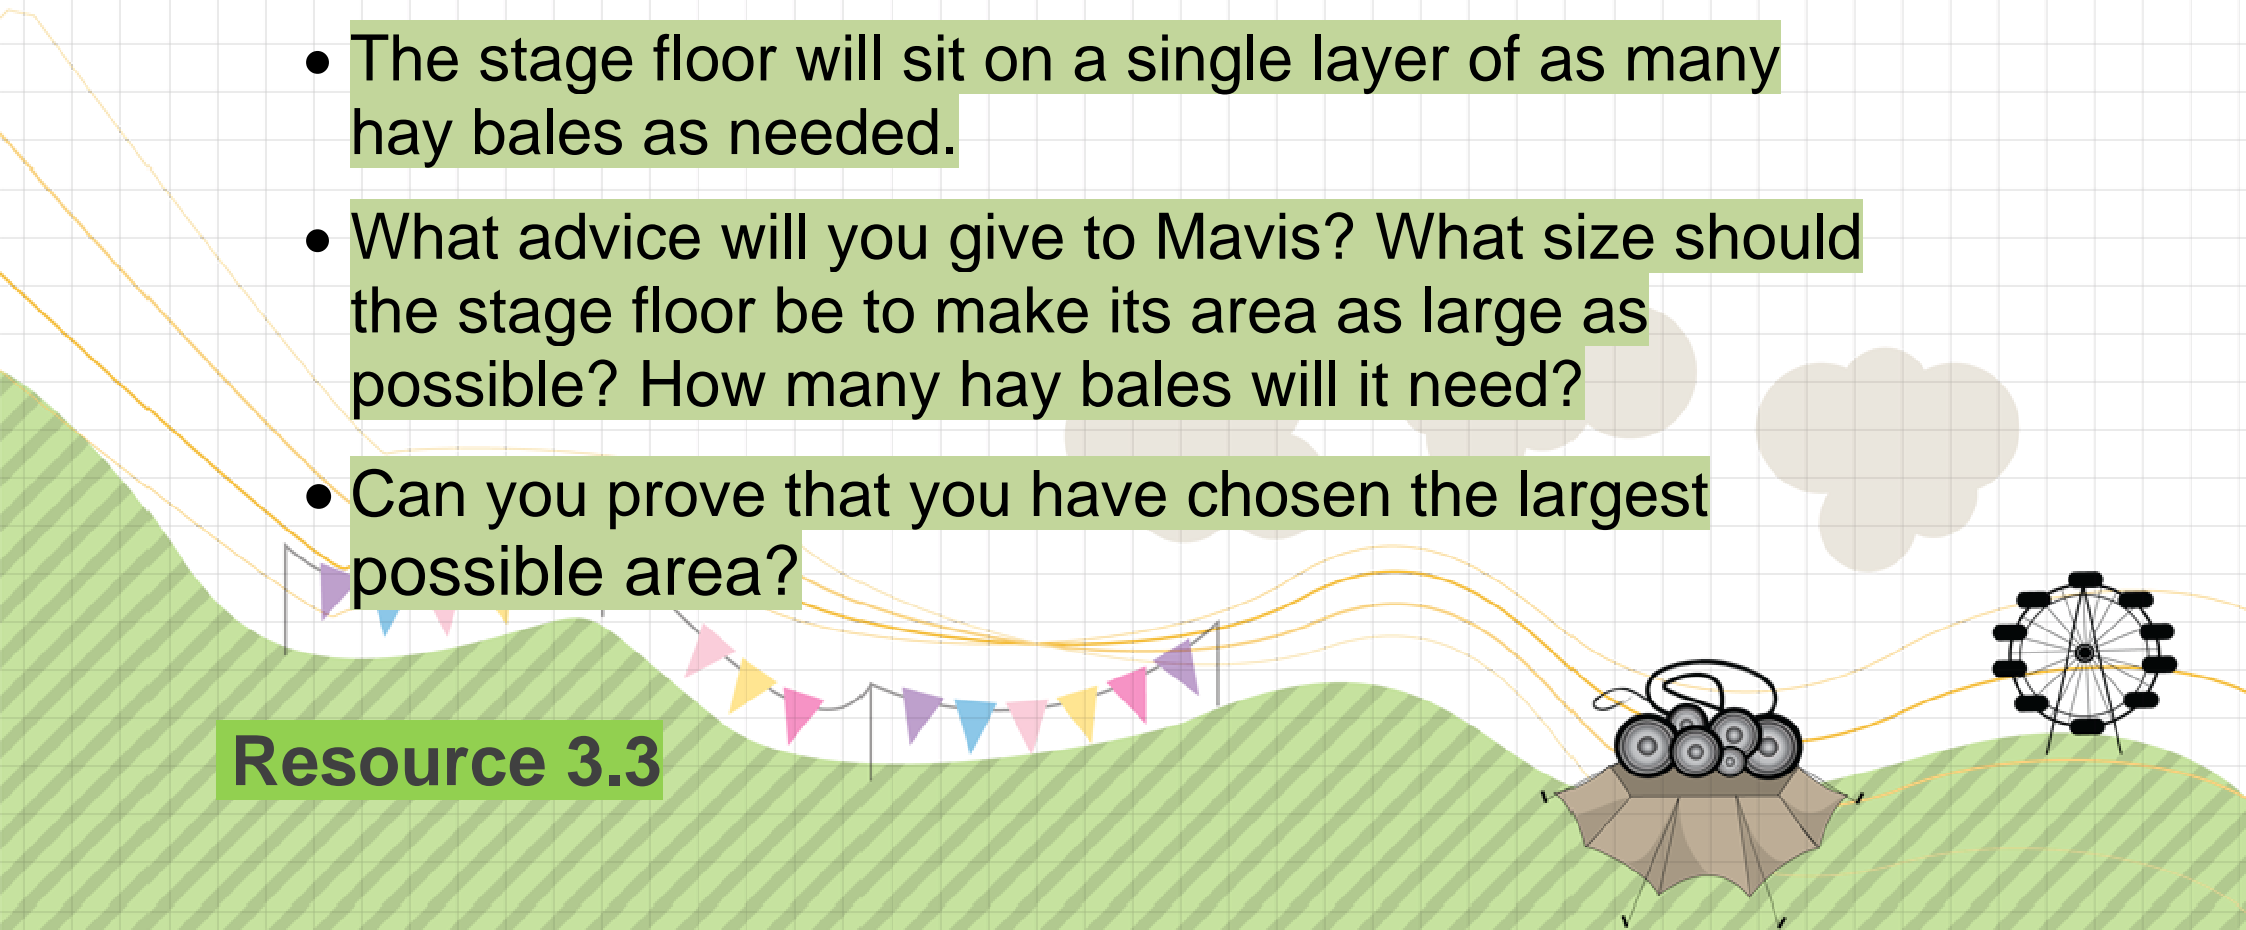 • The stage floor will sit on a single layer of as many
hay bales as needed.
• What advice will you give to Mavis? What size should
the stage floor be to make its area as large as
possible? How many hay bales will it need?
• Can you prove that you have chosen the largest
possible area?
Resource 3.3